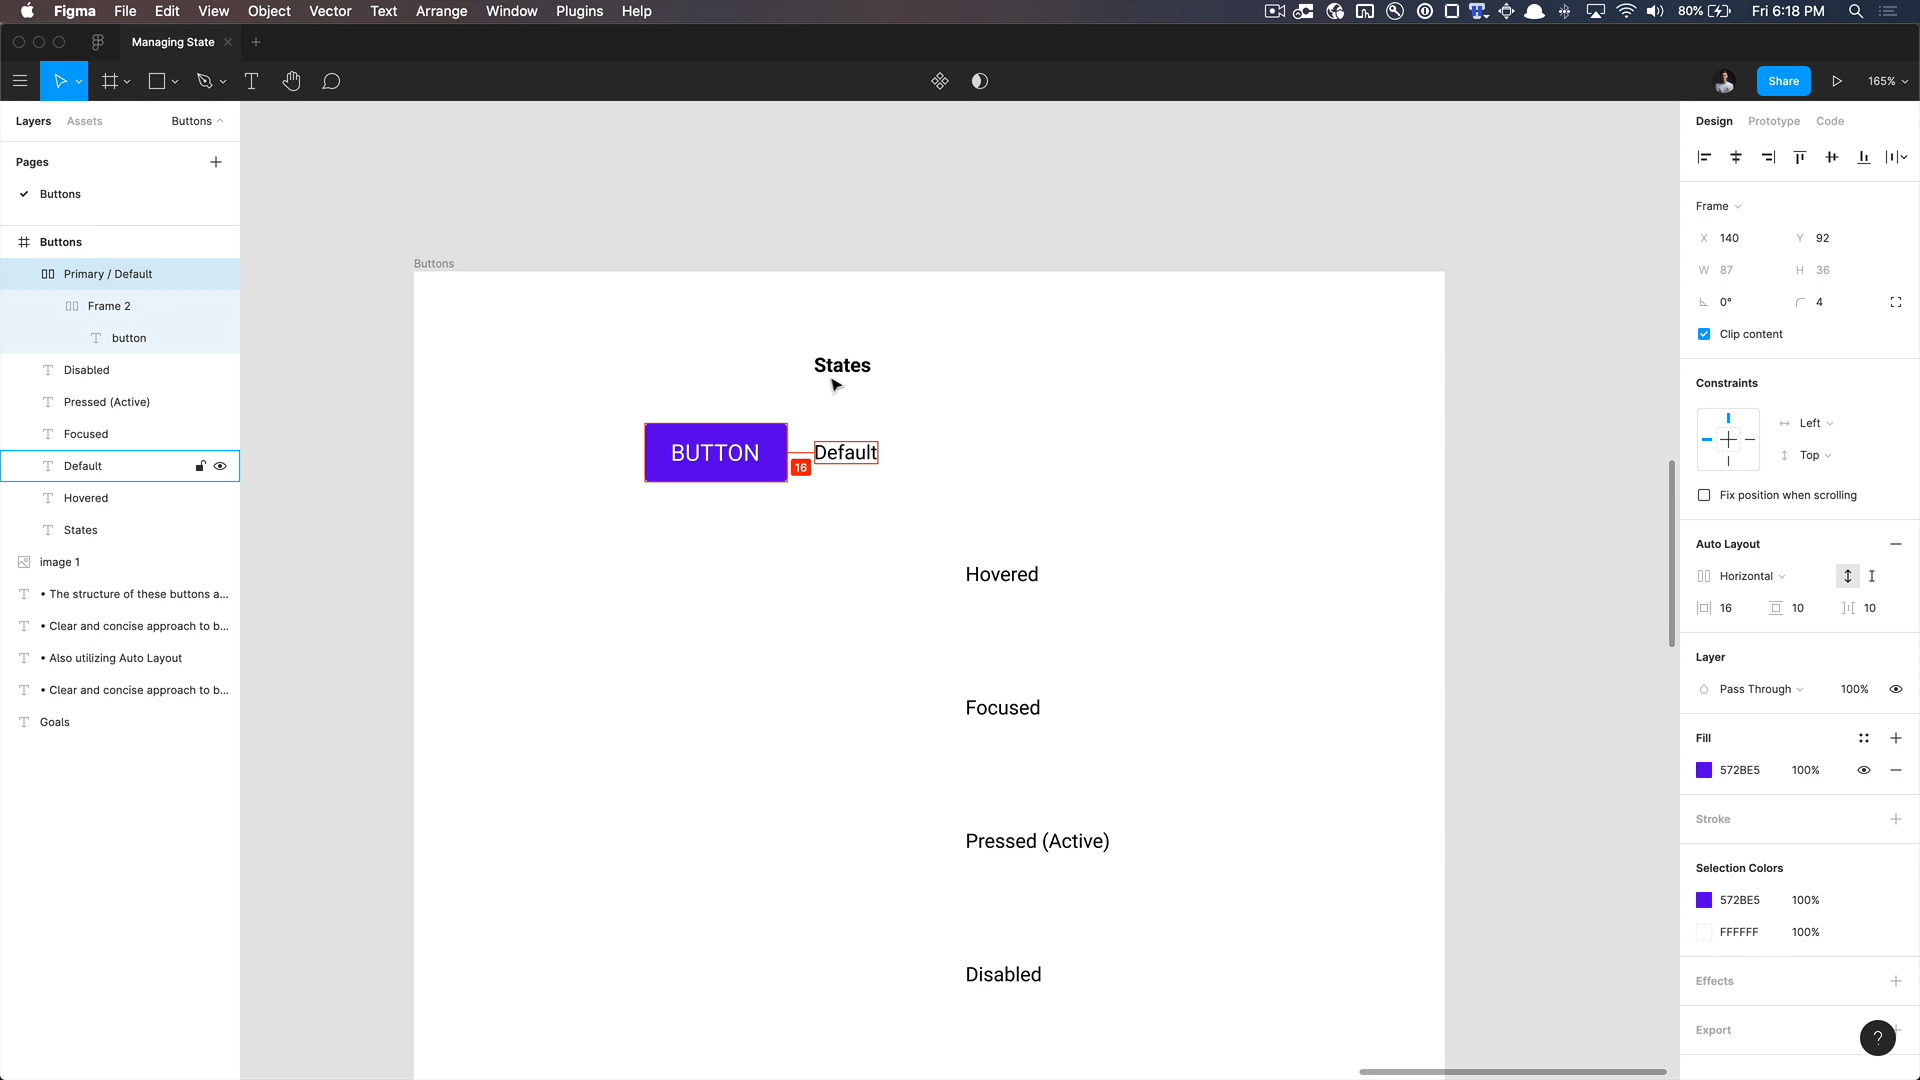 Figma File Edit View Object Vector Text Arrange Window Plugins Help 80% Fri 6:18 PM
Managing State
Share 165%
Layers Assets Buttons
Pages
Buttons
Buttons
Primary / Default
Frame 2
button
Disabled
Pressed (Active)
Focused
Default
Hovered
States
image 1
• The structure of these buttons a...
• Clear and concise approach to b...
• Also utilizing Auto Layout
• Clear and concise approach to b...
Goals
Buttons
States
BUTTON
16
Default
Hovered
Focused
Pressed (Active)
Disabled
Design Prototype Code
Frame
X 140 Y 92
W 87 H 36
0° 4
Clip content
Constraints
Left
Top
Fix position when scrolling
Auto Layout
Horizontal
16 10 10
Layer
Pass Through 100%
Fill
572BE5 100%
Stroke
Selection Colors
572BE5 100%
FFFFFF 100%
Effects
Export
?